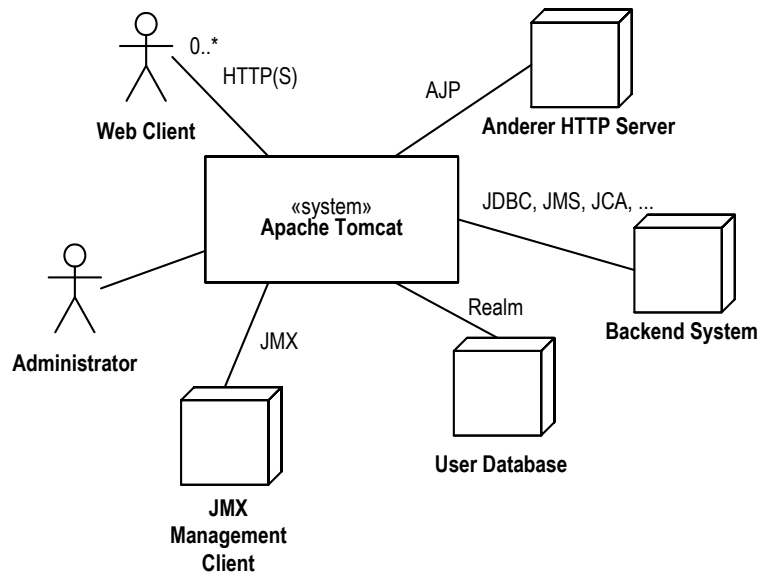 0..*
HTTP(S)
Web Client
AJP
Anderer HTTP Server
«system»
Apache Tomcat
JDBC, JMS, JCA, ...
Backend System
Administrator
JMX
Realm
User Database
JMX
Management
Client